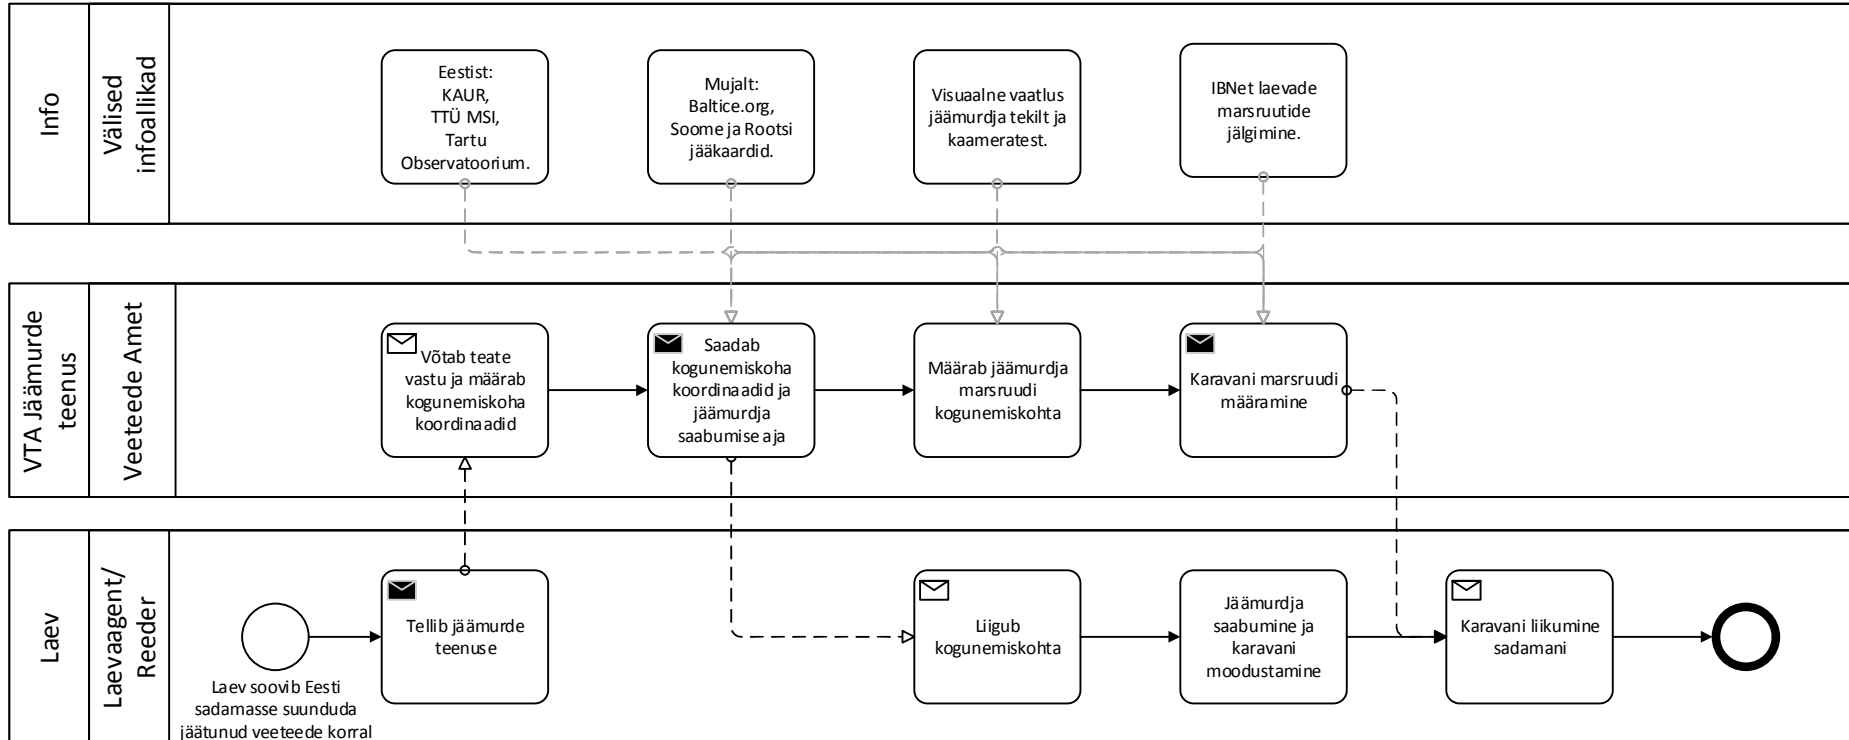 Info
Välised
infoallikad
Eestist:
KAUR,
TTÜ MSI,
Tartu
Observatoorium.
Mujalt:
Baltice.org,
Soome ja Rootsi
jääkaardid.
Visuaalne vaatlus
jäämurdja tekilt ja
kaameratest.
IBNet laevade
marsruutide
jälgimine.
VTA Jäämurde
teenus
Veeteede Amet
Võtab teate
vastu ja määrab
kogunemiskoha
koordinaadid
Saadab
kogunemiskoha
koordinaadid ja
jäämurdja
saabumise aja
Määrab jäämurdja
marsruudi
kogunemiskohta
Karavani marsruudi
määramine
Laev
Laevaagent/
Reeder
Laev soovib Eesti
sadamasse suunduda
jäätunud veeteede korral
Tellib jäämurde
teenuse
Liigub
kogunemiskohta
Jäämurdja
saabumine ja
karavani
moodustamine
Karavani liikumine
sadamani